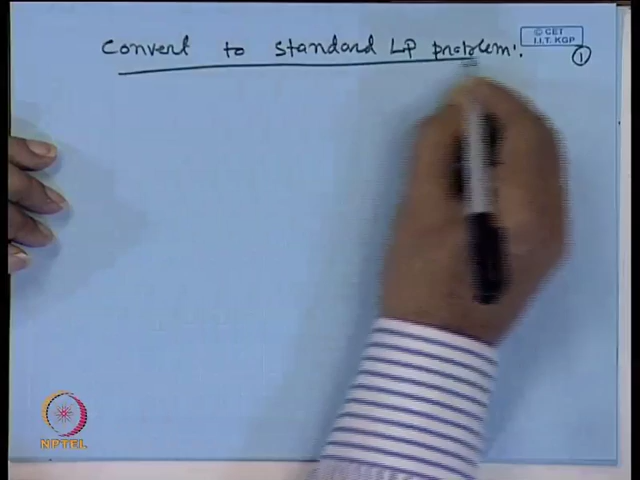 Convert to standard LP problem:
© CET
I.I.T. KGP
1
NPTEL